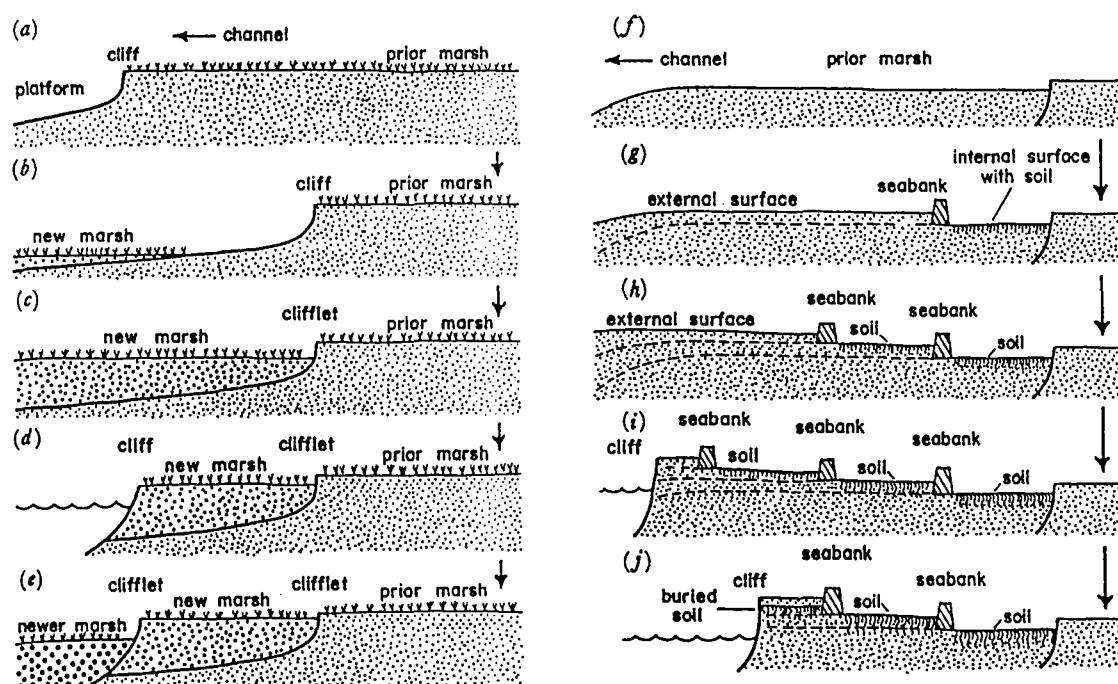 (a)
← channel
cliff
prior marsh
platform
(b)
cliff
prior marsh
new marsh
(c)
clifflet
new marsh
prior marsh
(d)
cliff
clifflet
new marsh
prior marsh
(e)
clifflet
clifflet
new marsh
prior marsh
newer marsh
(f)
← channel
prior marsh
(g)
internal surface
with soil
seabank
external surface
(h)
seabank
seabank
external surface
soil
soil
(i)
seabank
seabank
seabank
cliff
soil
soil
soil
(j)
seabank
seabank
cliff
buried
soil
soil
soil